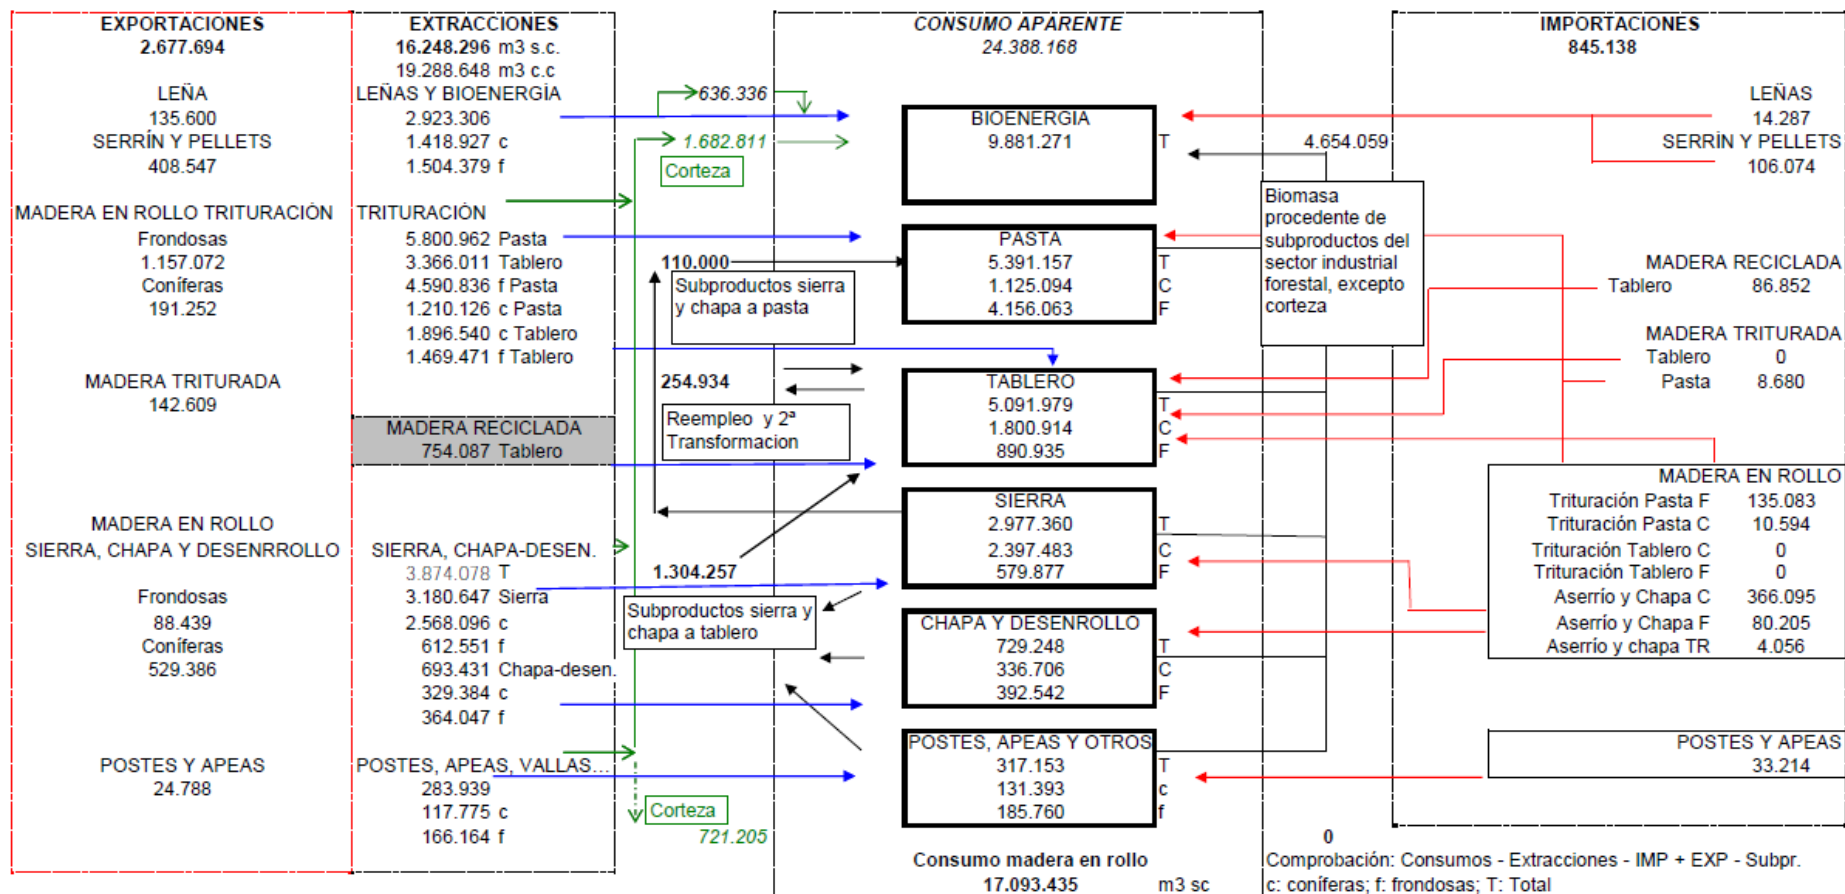 EXPORTACIONES
2.677.694
LEÑA
135.600
SERRÍN Y PELLETS
408.547
MADERA EN ROLLO TRITURACIÓN
Frondosas
1.157.072
Coníferas
191.252
MADERA TRITURADA
142.609
MADERA EN ROLLO
SIERRA, CHAPA Y DESENRROLLO
Frondosas
88.439
Coníferas
529.386
POSTES Y APEAS
24.788
EXTRACCIONES
16.248.296 m3 s.c.
19.288.648 m3 c.c
LEÑAS Y BIOENERGÍA
2.923.306
1.418.927 c
1.504.379 f
TRITURACIÓN
5.800.962 Pasta
3.366.011 Tablero
4.590.836 f Pasta
1.210.126 c Pasta
1.896.540 c Tablero
1.469.471 f Tablero
MADERA RECICLADA
754.087 Tablero
SIERRA, CHAPA-DESEN.
3.874.078 T
3.180.647 Sierra
2.568.096 c
612.551 f
693.431 Chapa-desen.
329.384 c
364.047 f
POSTES, APEAS, VALLAS...
283.939
117.775 c
166.164 f
636.336
1.682.811
Corteza
110.000
Subproductos sierra
y chapa a pasta
254.934
Reempleo y 2ª
Transformacion
1.304.257
Subproductos sierra y
chapa a tablero
Corteza
721.205
CONSUMO APARENTE
24.388.168
BIOENERGIA
9.881.271 T
PASTA
5.391.157 T
1.125.094 C
4.156.063 F
TABLERO
5.091.979 T
1.800.914 C
890.935 F
SIERRA
2.977.360 T
2.397.483 C
579.877 F
CHAPA Y DESENROLLO
729.248 T
336.706 C
392.542 F
POSTES, APEAS Y OTROS
317.153 T
131.393 c
185.760 f
Consumo madera en rollo
17.093.435 m3 sc
4.654.059
Biomasa
procedente de
subproductos del
sector industrial
forestal, excepto
corteza
0
Comprobación: Consumos - Extracciones - IMP + EXP - Subpr.
c: coníferas; f: frondosas; T: Total
IMPORTACIONES
845.138
LEÑAS
14.287
SERRÍN Y PELLETS
106.074
MADERA RECICLADA
Tablero 86.852
MADERA TRITURADA
Tablero 0
Pasta 8.680
MADERA EN ROLLO
Trituración Pasta F 135.083
Trituración Pasta C 10.594
Trituración Tablero C 0
Trituración Tablero F 0
Aserrío y Chapa C 366.095
Aserrío y Chapa F 80.205
Aserrío y chapa TR 4.056
POSTES Y APEAS
33.214